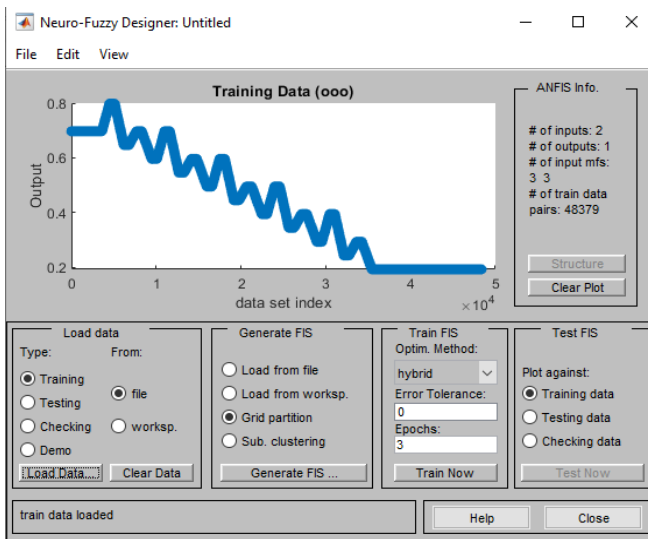 Neuro-Fuzzy Designer: Untitled
File Edit View
Training Data (ooo)
0.8
0.6
0.4
0.2
Output
0 1 2 3 4 5
data set index
×10^4
ANFIS Info.
# of inputs: 2
# of outputs: 1
# of input mfs:
3 3
# of train data
pairs: 48379
Structure
Clear Plot
Load data
Type: From:
Training
file
Testing
Checking
worksp.
Demo
Load Data...
Clear Data
Generate FIS
Load from file
Load from worksp.
Grid partition
Sub. clustering
Generate FIS ...
Train FIS
Optim. Method:
hybrid
Error Tolerance:
0
Epochs:
3
Train Now
Test FIS
Plot against:
Training data
Testing data
Checking data
Test Now
train data loaded
Help
Close